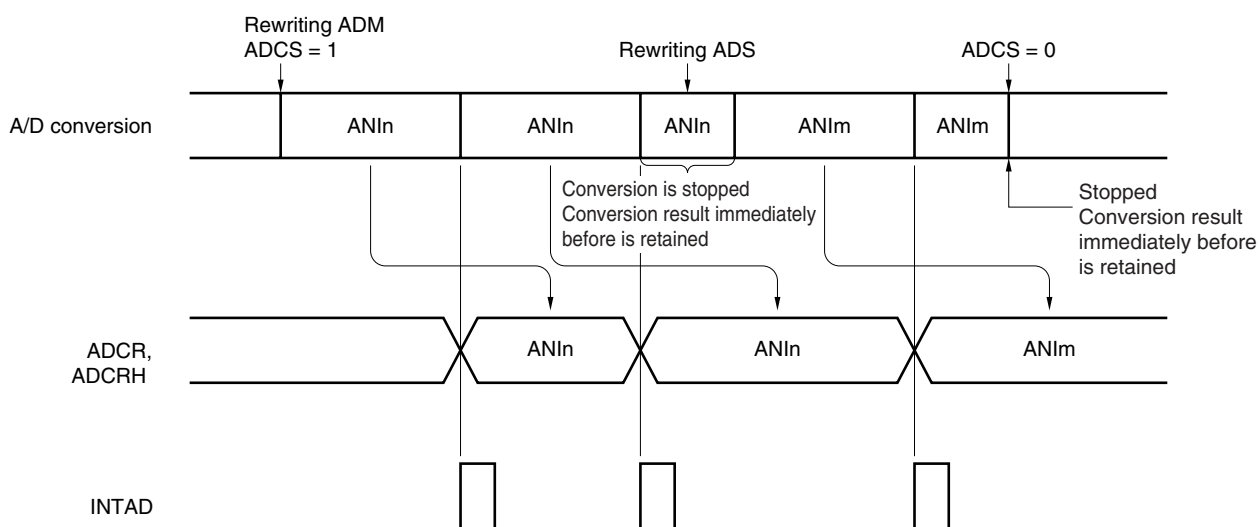 Rewriting ADM
ADCS = 1
Rewriting ADS
ADCS = 0
A/D conversion
ANIn
ANIn
ANIn
ANIm
ANIm
Conversion is stopped
Conversion result immediately
before is retained
Stopped
Conversion result
immediately before
is retained
ADCR,
ADCRH
ANIn
ANIn
ANIm
INTAD